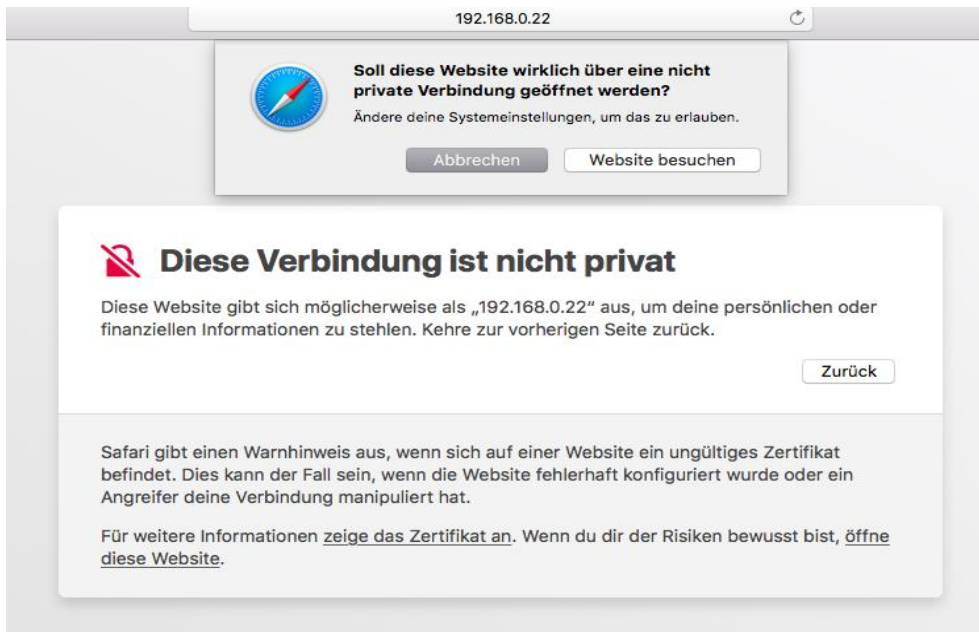 192.168.0.22
Soll diese Website wirklich über eine nicht
private Verbindung geöffnet werden?
Ändere deine Systemeinstellungen, um das zu erlauben.
Abbrechen
Website besuchen
Diese Verbindung ist nicht privat
Diese Website gibt sich möglicherweise als „192.168.0.22“ aus, um deine persönlichen oder
finanziellen Informationen zu stehlen. Kehre zur vorherigen Seite zurück.
Zurück
Safari gibt einen Warnhinweis aus, wenn sich auf einer Website ein ungültiges Zertifikat
befindet. Dies kann der Fall sein, wenn die Website fehlerhaft konfiguriert wurde oder ein
Angreifer deine Verbindung manipuliert hat.
Für weitere Informationen zeige das Zertifikat an. Wenn du dir der Risiken bewusst bist, öffne
diese Website.